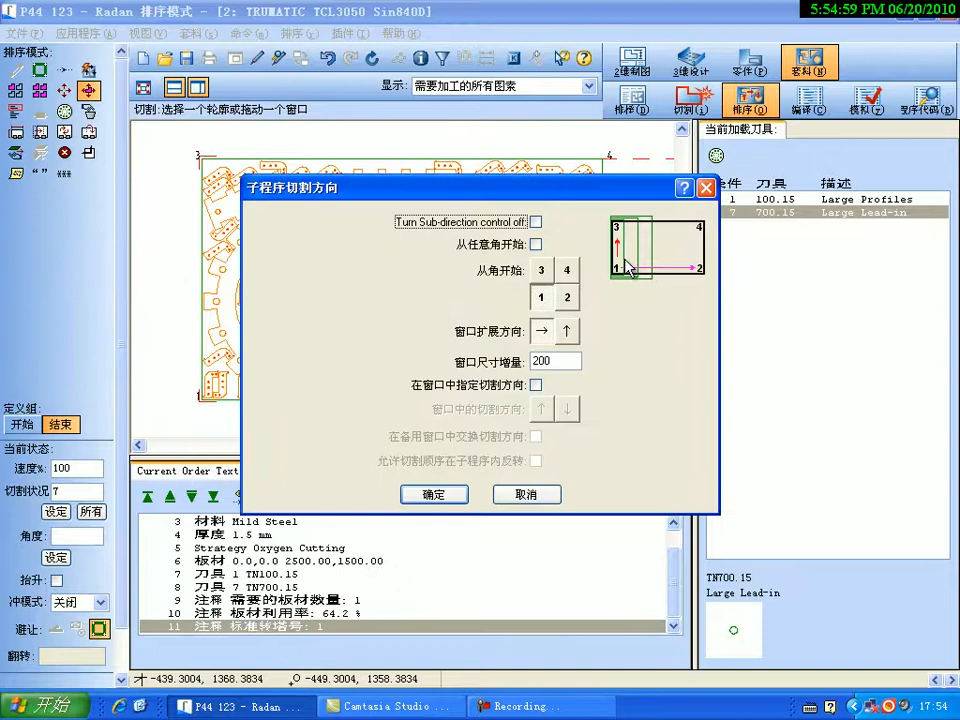 P44 123 - Radan 排序模式 - [2: TRUMATIC TCL3050 Sin840D]
5:54:59 PM 06/20/2010
文件(F) 应用程序(A) 视图(V) 套料(S) 命令(M) 排序(E) 插件(I) 帮助(H)
排序模式:
显示: 需要加工的所有图素
2维制图 3维设计 零件(P) 套料(N)
排样(D) 切割(i) 排序(O) 编译(C) 模拟(V) 程序代码(B)
切割:选择一个轮廓或拖动一个窗口
当前加载刀具:
条件 刀具 描述
1 100.15 Large Profiles
7 700.15 Large Lead-in
3
4
1
子程序切割方向
Turn Sub-direction control off:
从任意角开始:
从角开始: 3 4
1 2
窗口扩展方向: → ↑
窗口尺寸增量: 200
在窗口中指定切割方向:
窗口中的切割方向: ↑ ↓
在备用窗口中交换切割方向:
允许切割顺序在子程序内反转:
确定 取消
3 4
1 2
定义组:
开始 结束
当前状态:
速度% 100
切割状况 7
设定 所有
角度:
设定
抬升:
冲模式: 关闭
避让:
翻转:
Current Order Text
3 材料 Mild Steel
4 厚度 1.5 mm
5 Strategy Oxygen Cutting
6 板材 0.0,0.0 2500.00,1500.00
7 刀具 1 TN100.15
8 刀具 7 TN700.15
9 注释 需要的板材数量: 1
10 注释 板材利用率: 64.2 %
11 注释 标准转塔号: 1
TN700.15
Large Lead-in
-439.3004, 1368.3834
-449.3004, 1358.3834
开始
P44 123 - Radan ...
Camtasia Studio ...
Recording...
17:54